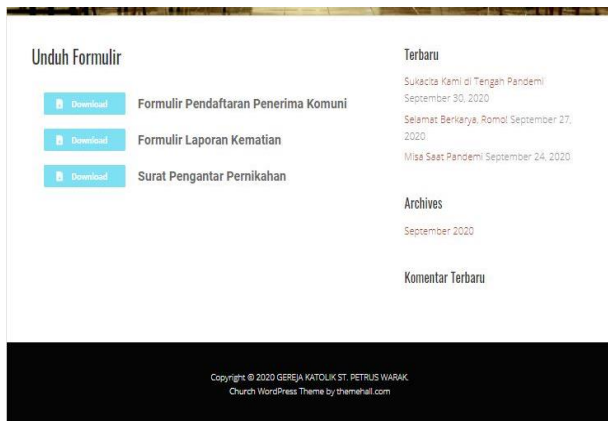 Unduh Formulir
Download
Formulir Pendaftaran Penerima Komuni
Download
Formulir Laporan Kematian
Download
Surat Pengantar Pernikahan
Terbaru
Sukacita Kami di Tengah Pandemi
September 30, 2020
Selamat Berkarya, Romo! September 27,
2020
Misa Saat Pandemi September 24, 2020
Archives
September 2020
Komentar Terbaru
Copyright © 2020 GEREJA KATOLIK ST. PETRUS WARAK.
Church WordPress Theme by themehall.com